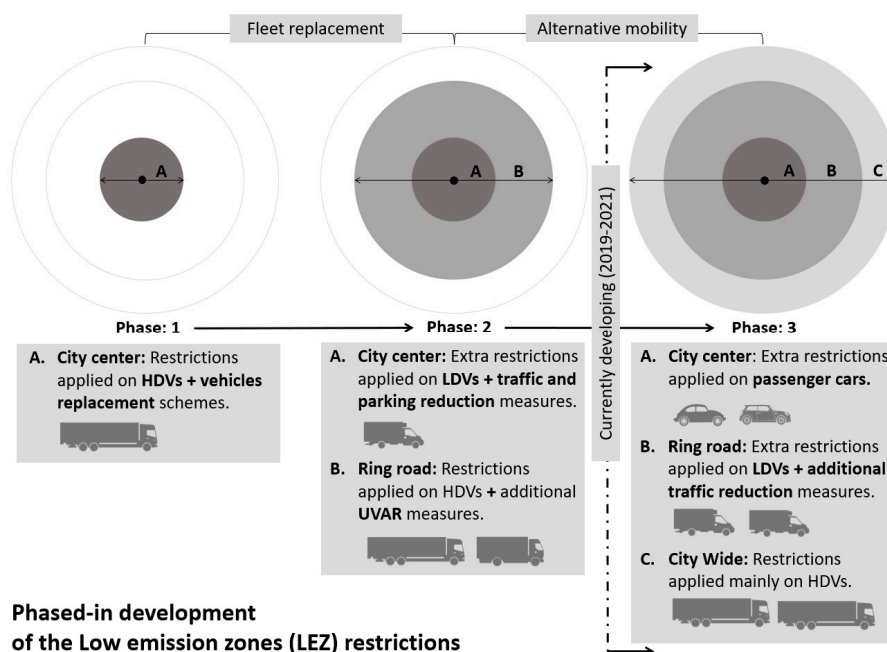 Fleet replacement
Alternative mobility
A
A
B
A
B
C
Currently developing (2019-2021)
Phase: 1
Phase: 2
Phase: 3
A. City center: Restrictions
applied on HDVs + vehicles
replacement schemes.
A. City center: Extra restrictions
applied on LDVs + traffic and
parking reduction measures.
B. Ring road: Restrictions
applied on HDVs + additional
UVAR measures.
A. City center: Extra restrictions
applied on passenger cars.
B. Ring road: Extra restrictions
applied on LDVs + additional
traffic reduction measures.
C. City Wide: Restrictions
applied mainly on HDVs.
Phased-in development
of the Low emission zones (LEZ) restrictions